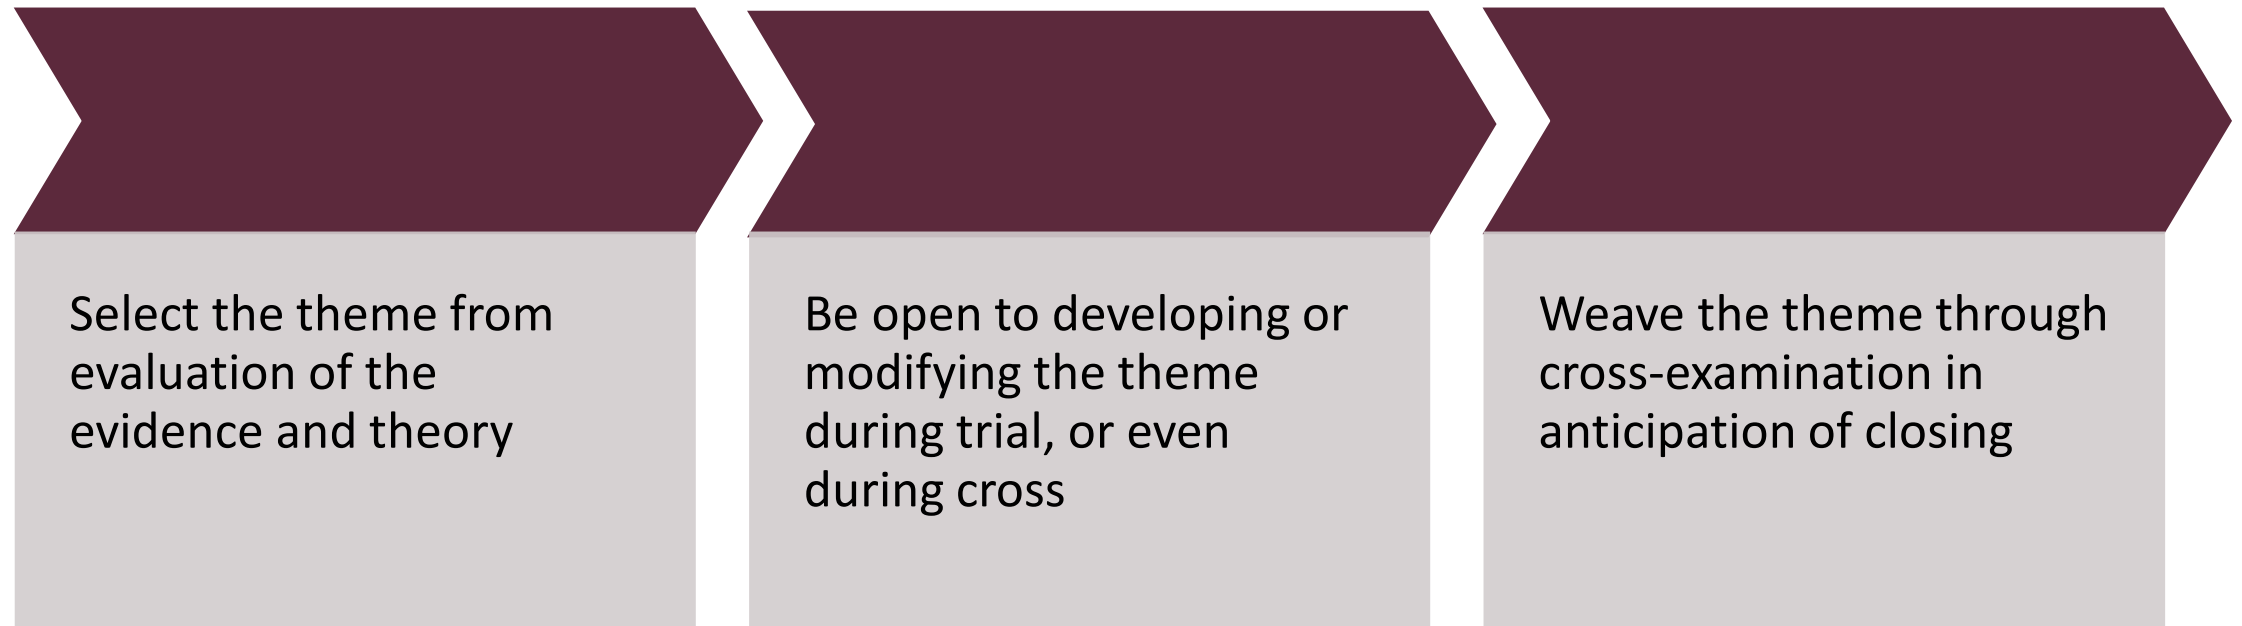 Select the theme from
evaluation of the
evidence and theory
Be open to developing or
modifying the theme
during trial, or even
during cross
Weave the theme through
cross-examination in
anticipation of closing